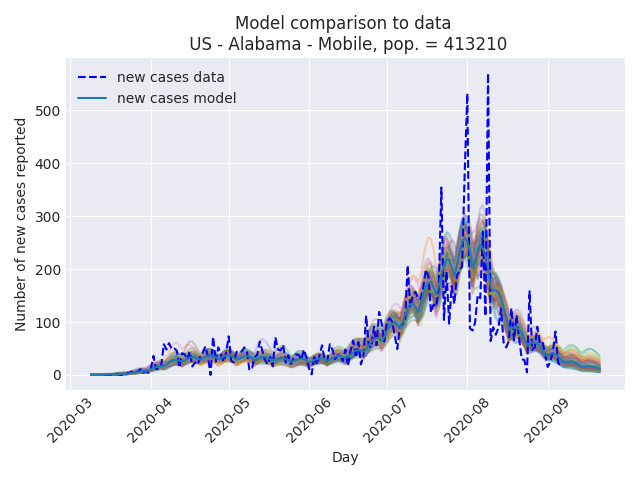 Model comparison to data
US - Alabama - Mobile, pop. = 413210
new cases data
new cases model
Number of new cases reported
500
400
300
200
100
0
2020-03
2020-04
2020-05
2020-06
2020-07
2020-08
2020-09
Day